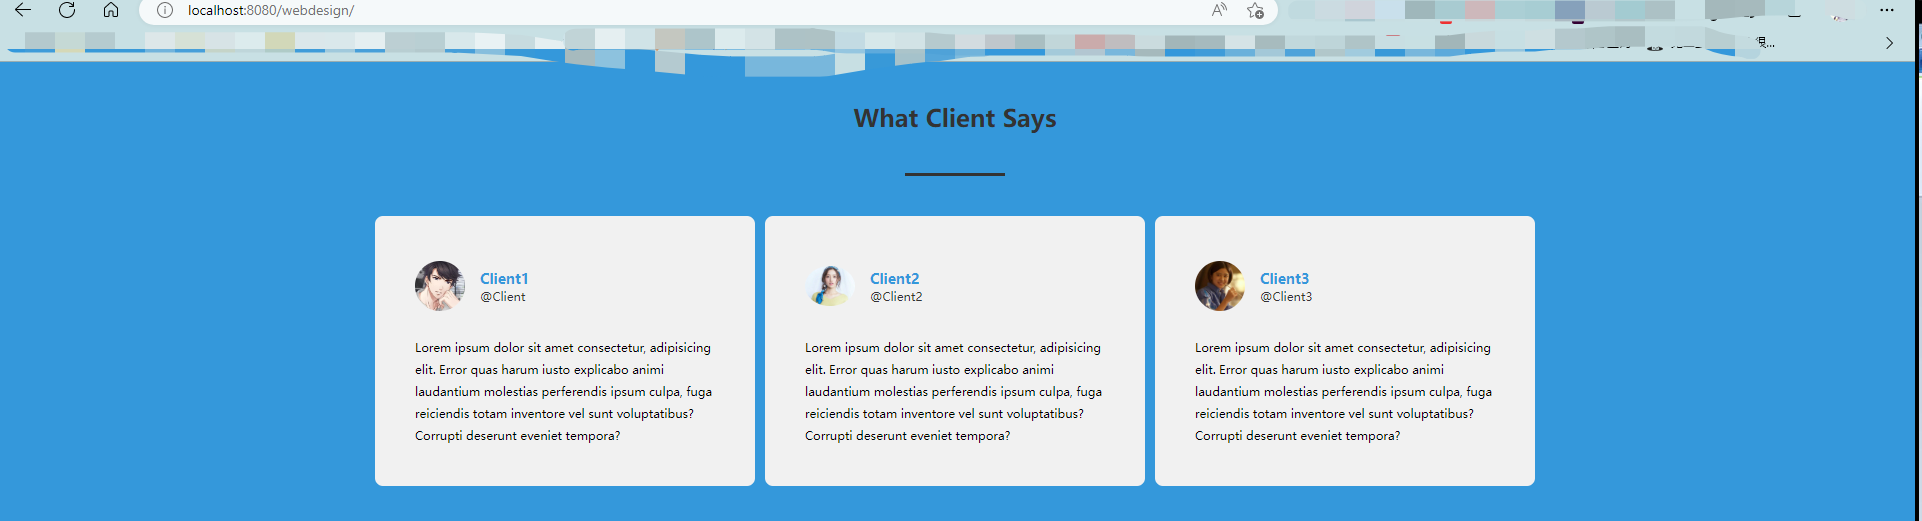 localhost:8080/webdesign/
What Client Says
Client1
@Client
Lorem ipsum dolor sit amet consectetur, adipisicing
elit. Error quas harum iusto explicabo animi
laudantium molestias perferendis ipsum culpa, fuga
reiciendis totam inventore vel sunt voluptatibus?
Corrupti deserunt eveniet tempora?
Client2
@Client2
Lorem ipsum dolor sit amet consectetur, adipisicing
elit. Error quas harum iusto explicabo animi
laudantium molestias perferendis ipsum culpa, fuga
reiciendis totam inventore vel sunt voluptatibus?
Corrupti deserunt eveniet tempora?
Client3
@Client3
Lorem ipsum dolor sit amet consectetur, adipisicing
elit. Error quas harum iusto explicabo animi
laudantium molestias perferendis ipsum culpa, fuga
reiciendis totam inventore vel sunt voluptatibus?
Corrupti deserunt eveniet tempora?